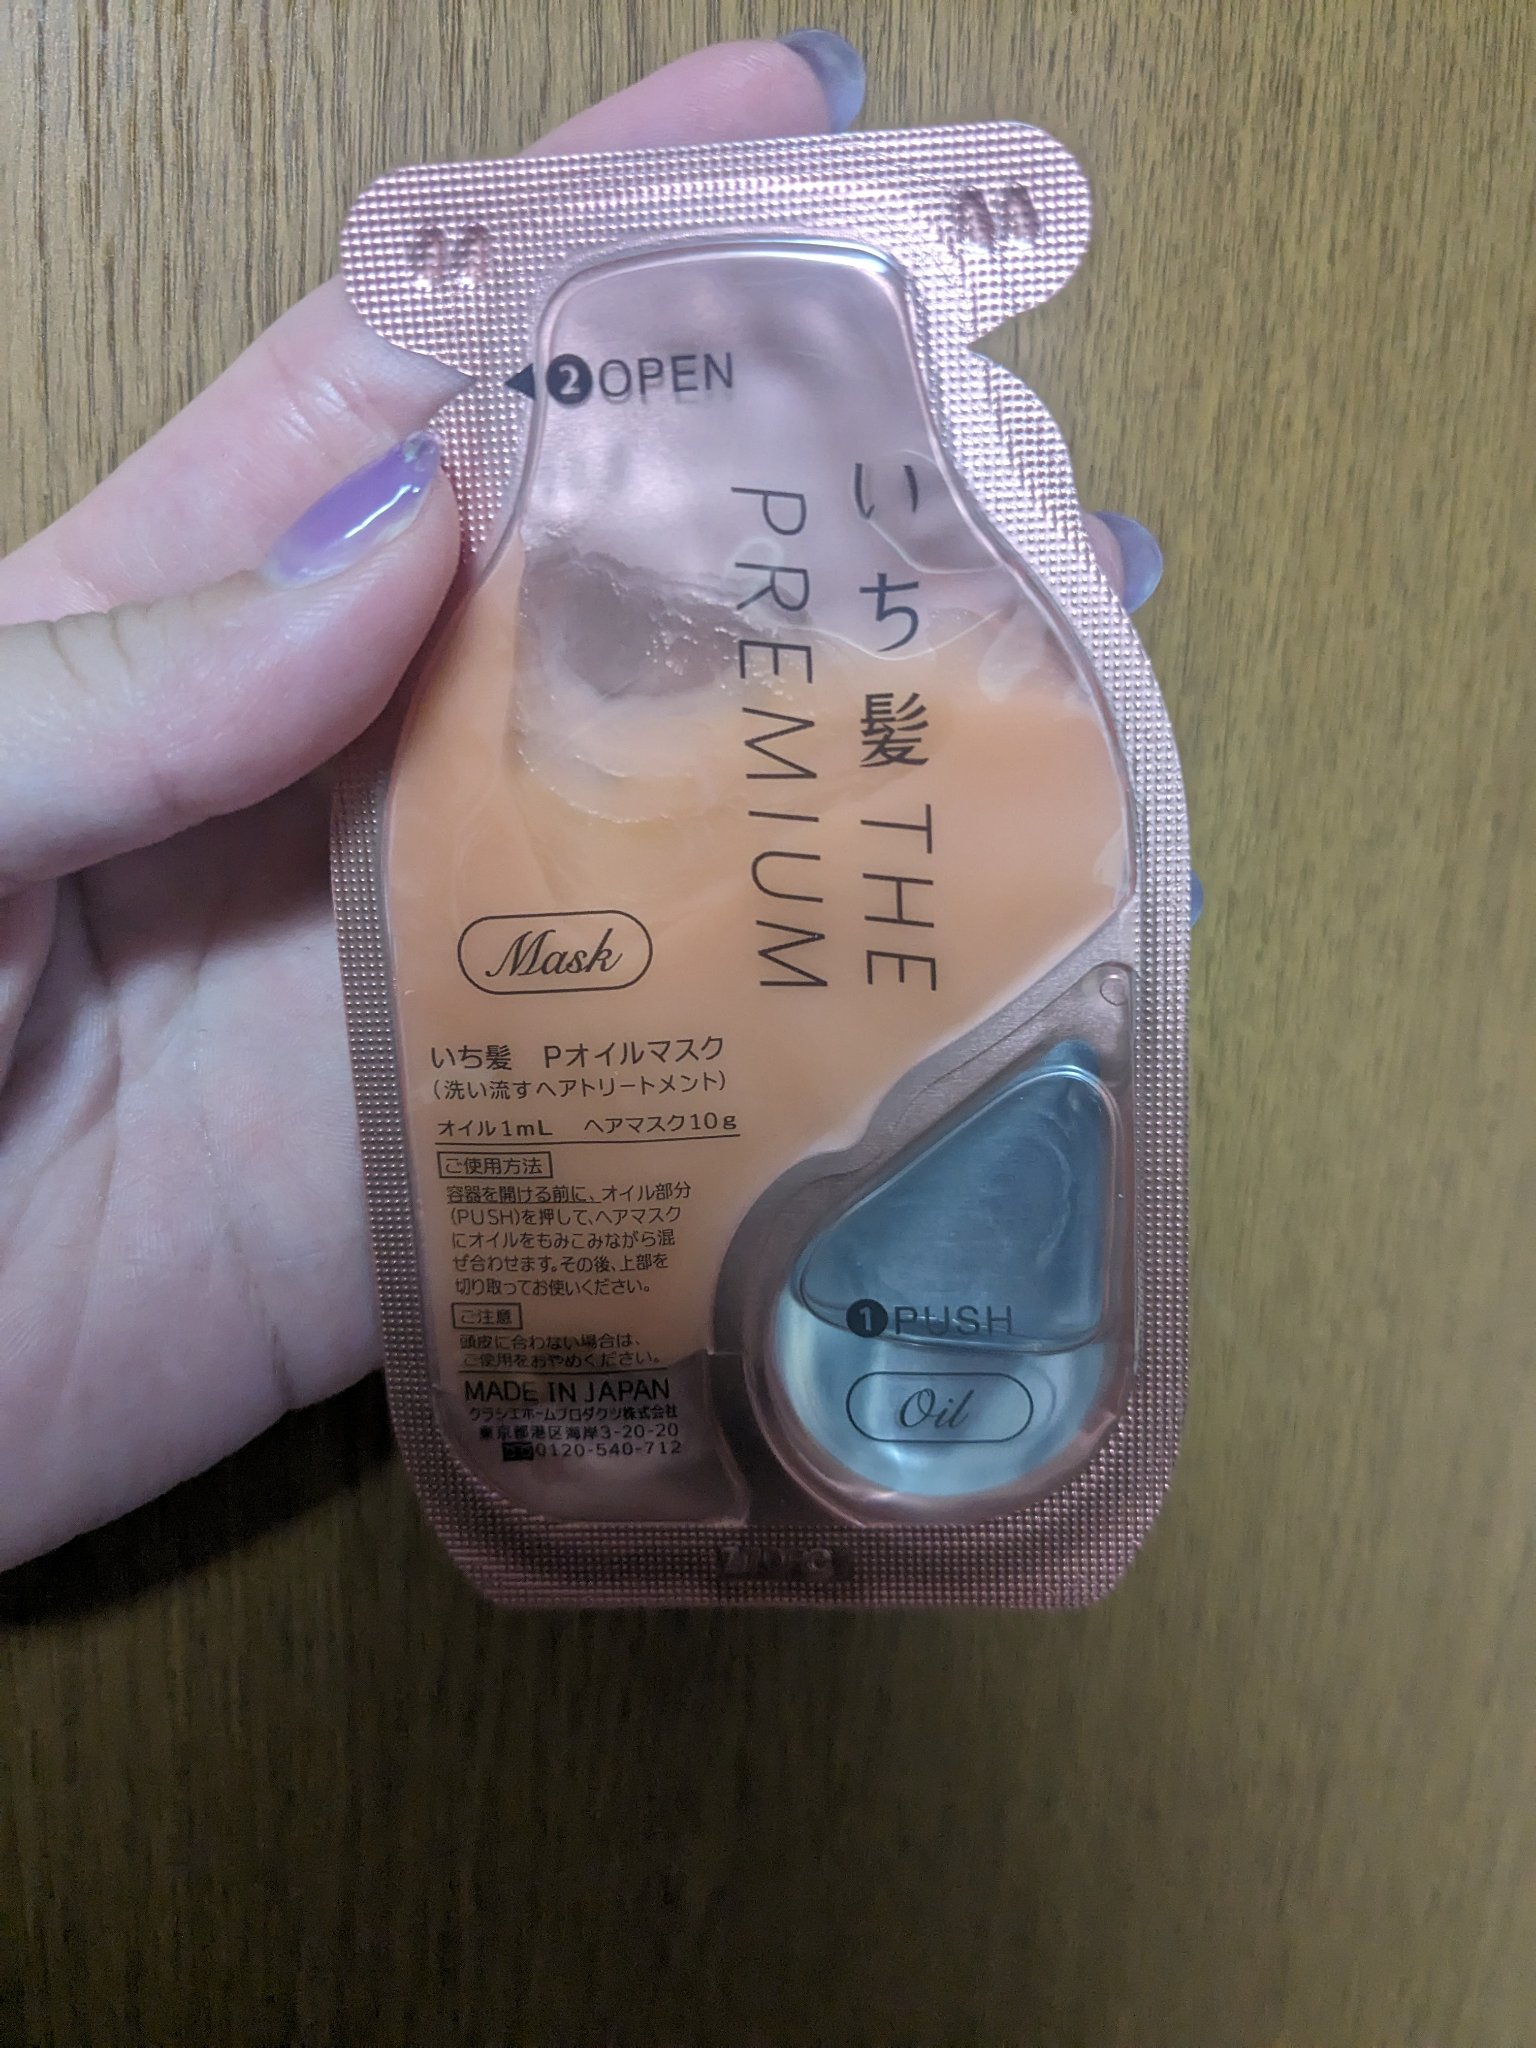 ❷OPEN
いち髪 THE
PREMIUM
Mask
いち髪 Pオイルマスク
(洗い流すヘアトリートメント)
オイル1mL ヘアマスク10g
ご使用方法
容器を開ける前に、オイル部分
(PUSH)を押して、ヘアマスク
にオイルをもみこみながら混
ぜ合わせます。その後、上部を
切り取ってお使いください。
ご注意
頭皮に合わない場合は、
ご使用をおやめください。
MADE IN JAPAN
クラシエホームプロダクツ株式会社
東京都港区海岸3-20-20
0120-540-712
❶PUSH
Oil